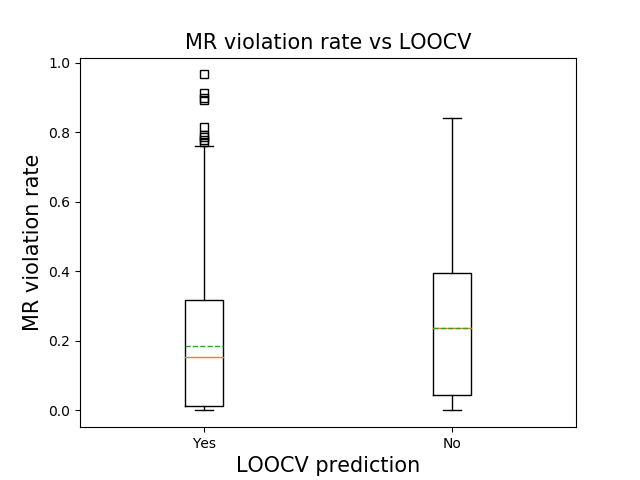 MR violation rate vs LOOCV
1.0
0.8
0.6
0.4
0.2
0.0
MR violation rate
Yes
No
LOOCV prediction